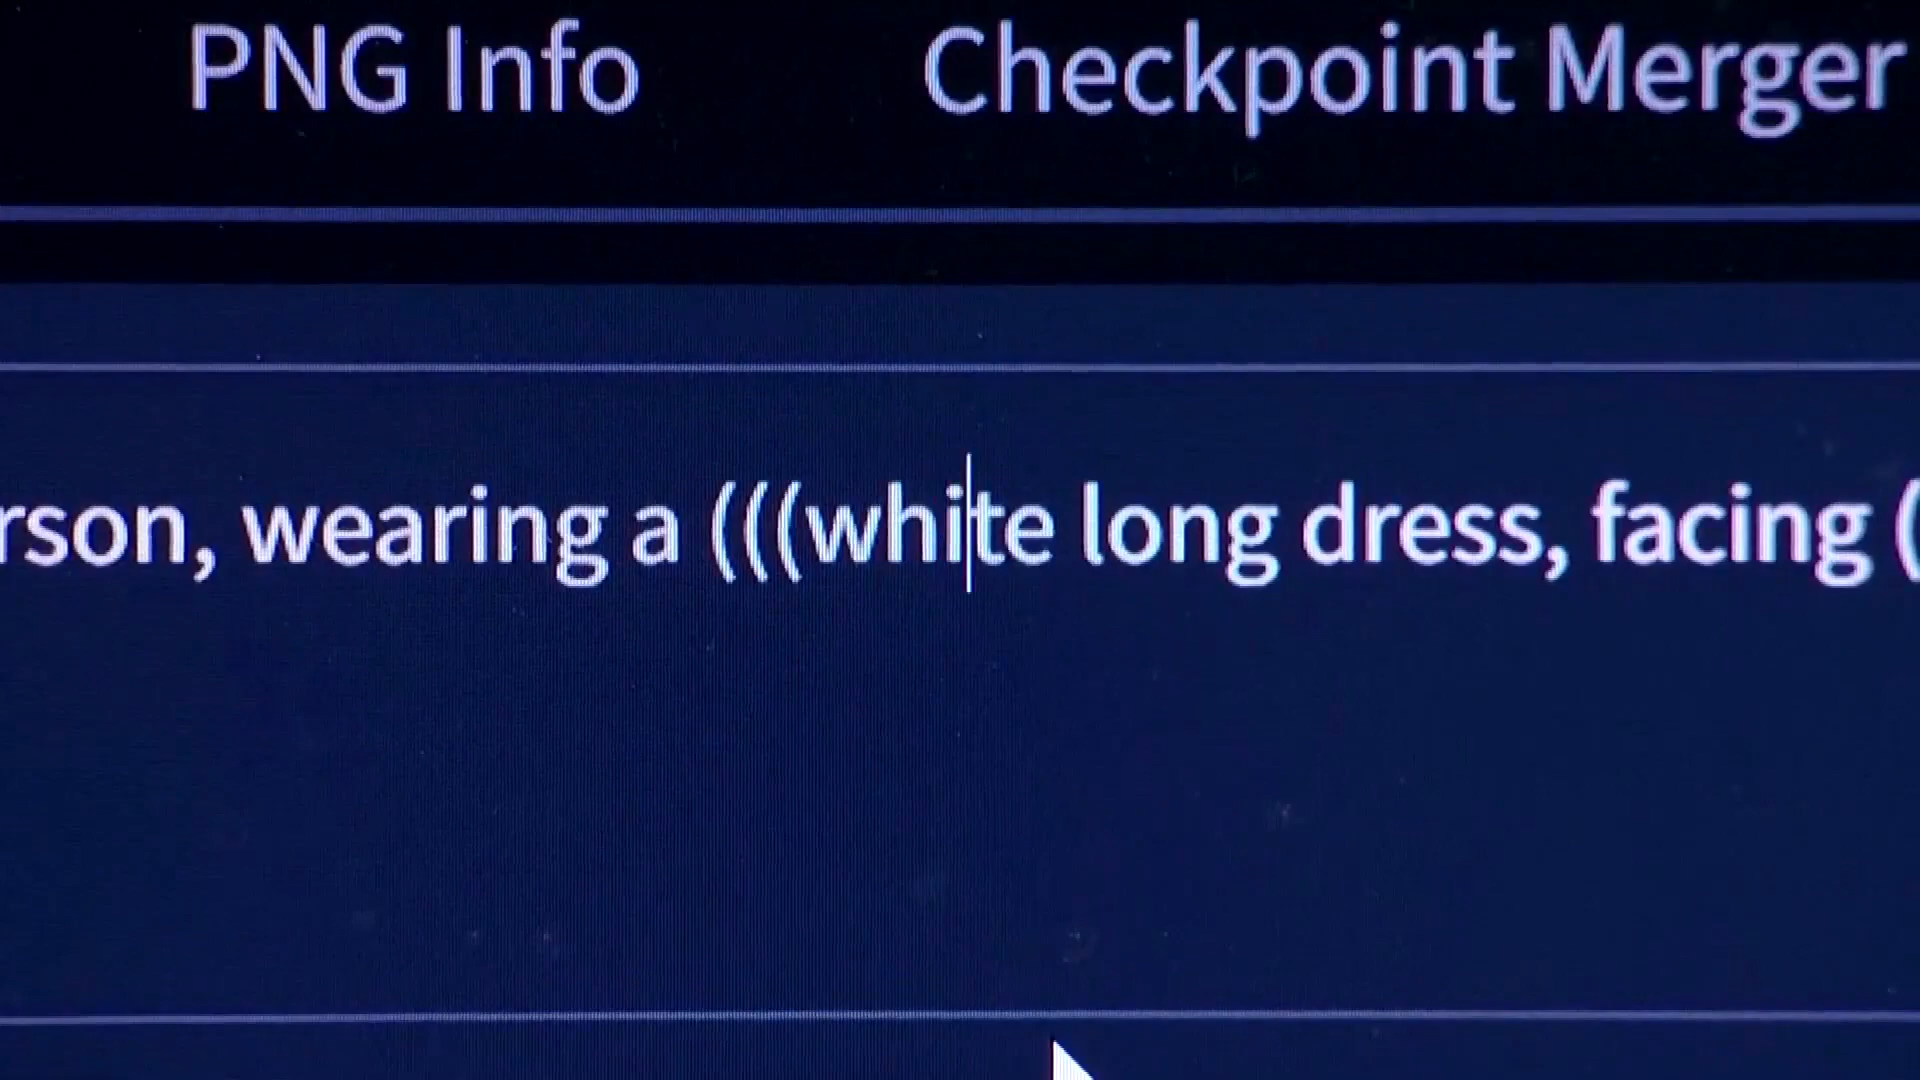 PNG Info Checkpoint Merger
rson, wearing a (((white long dress, facing (